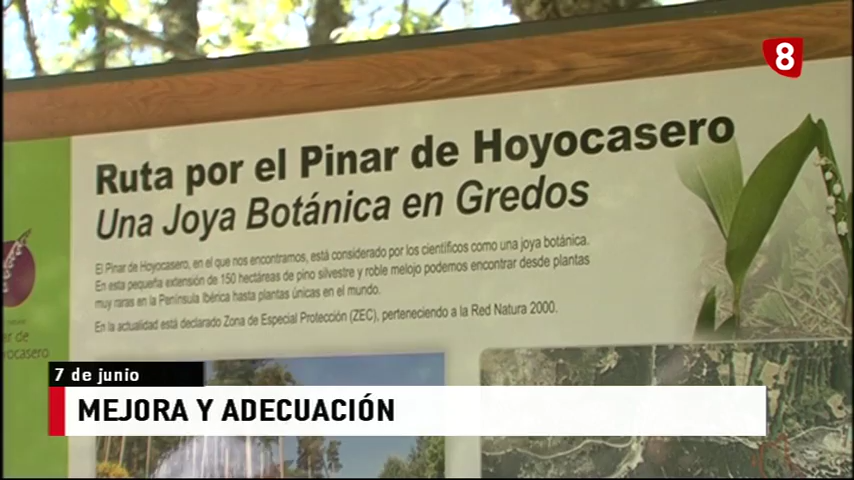 8
Ruta por el Pinar de Hoyocasero
Una Joya Botánica en Gredos
El Pinar de Hoyocasero, en el que nos encontramos, está considerado por los científicos como una joya botánica.
En esta pequeña extensión de 150 hectáreas de pino silvestre y roble melojo podemos encontrar desde plantas
muy raras en la Península Ibérica hasta plantas únicas en el mundo.
En la actualidad está declarado Zona de Especial Protección (ZEC), perteneciendo a la Red Natura 2000.
ar de
yocasero
7 de junio
MEJORA Y ADECUACIÓN